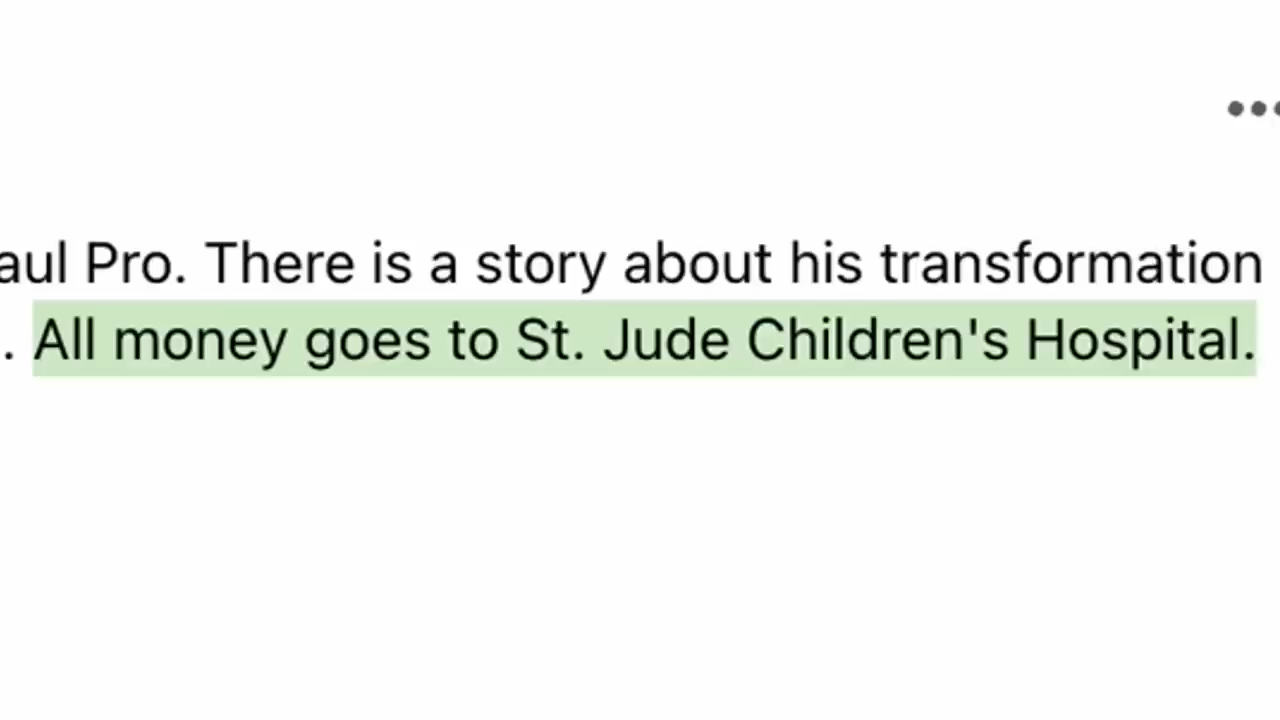 aul Pro. There is a story about his transformation
. All money goes to St. Jude Children's Hospital.